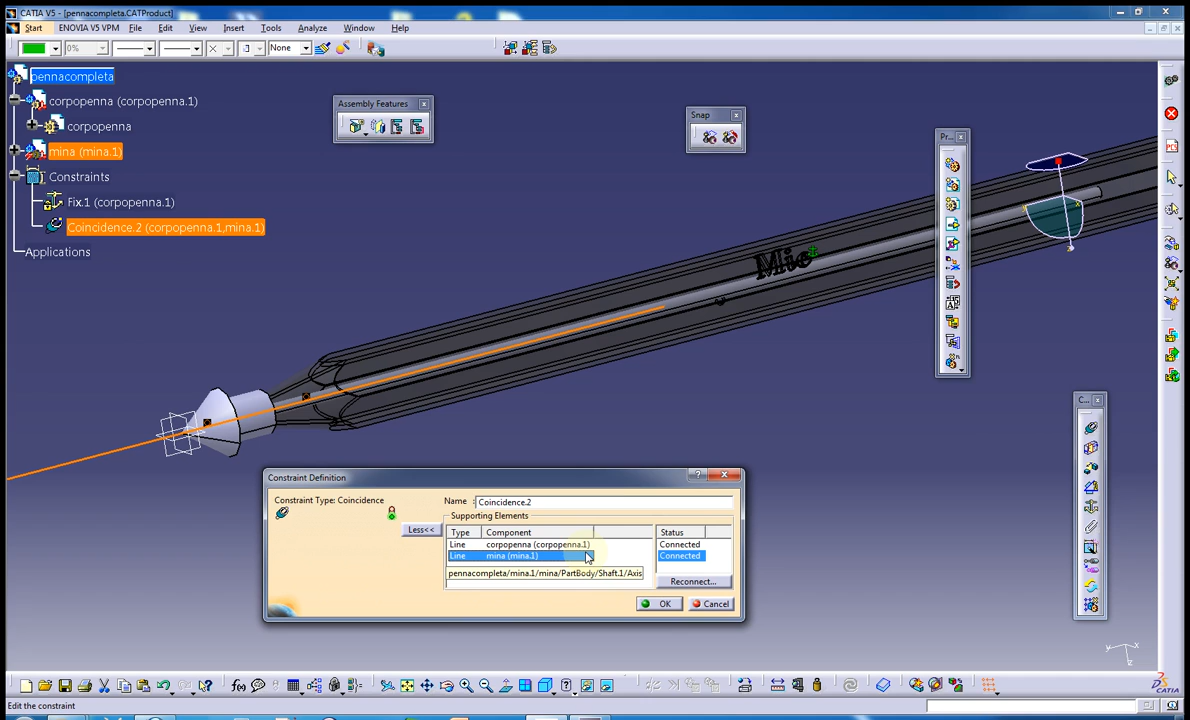 CATIA V5 - [pennacompleta.CATProduct]
Start ENOVIA V5 VPM File Edit Insert Tools Analyze Window Help
0% None
pennacompleta
corpopenna (corpopenna.1)
corpopenna
mina (mina.1)
Constraints
Fix.1 (corpopenna.1)
Coincidence.2 (corpopenna.1,mina.1)
Applications
Assembly Features
Snap
Pr...
PCS
Mic
C...
Constraint Definition
Constraint Type: Coincidence
Name : Coincidence.2
Less<<
Supporting Elements
Type Component Status
Line corpopenna (corpopenna.1) Connected
Line mina (mina.1) Connected
pennacompleta/mina.1/mina/PartBody/Shaft.1/Axis
Reconnect...
OK Cancel
y x
z
f(x)
DS CATIA
Edit the constraint